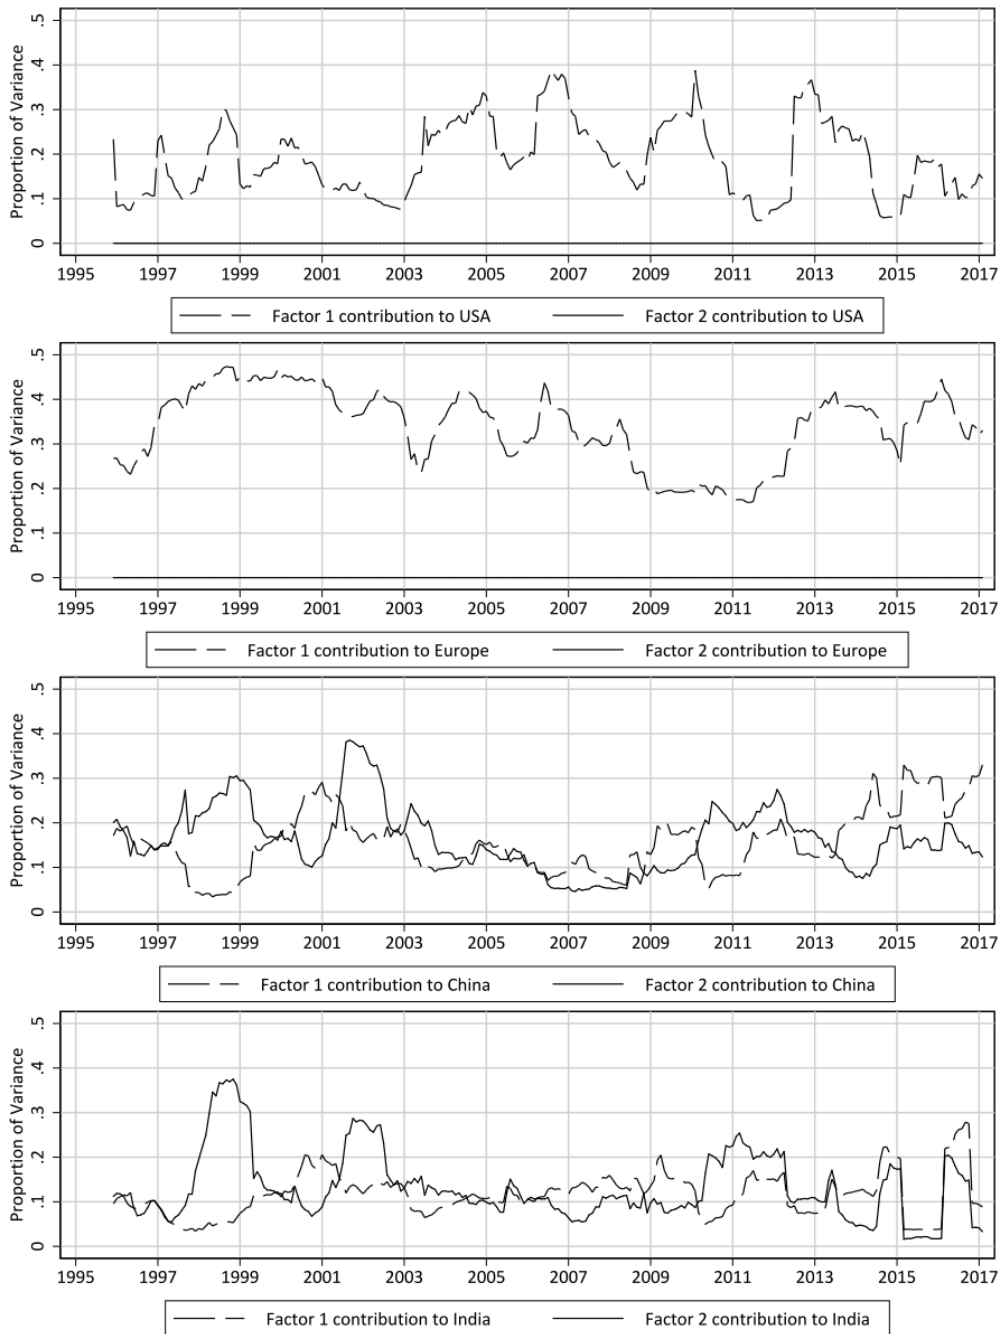 .5
.4
.3
.2
.1
0
Proportion of Variance
1995 1997 1999 2001 2003 2005 2007 2009 2011 2013 2015 2017
Factor 1 contribution to USA Factor 2 contribution to USA
.5
.4
.3
.2
.1
0
Proportion of Variance
1995 1997 1999 2001 2003 2005 2007 2009 2011 2013 2015 2017
Factor 1 contribution to Europe Factor 2 contribution to Europe
.5
.4
.3
.2
.1
0
Proportion of Variance
1995 1997 1999 2001 2003 2005 2007 2009 2011 2013 2015 2017
Factor 1 contribution to China Factor 2 contribution to China
.5
.4
.3
.2
.1
0
Proportion of Variance
1995 1997 1999 2001 2003 2005 2007 2009 2011 2013 2015 2017
Factor 1 contribution to India Factor 2 contribution to India